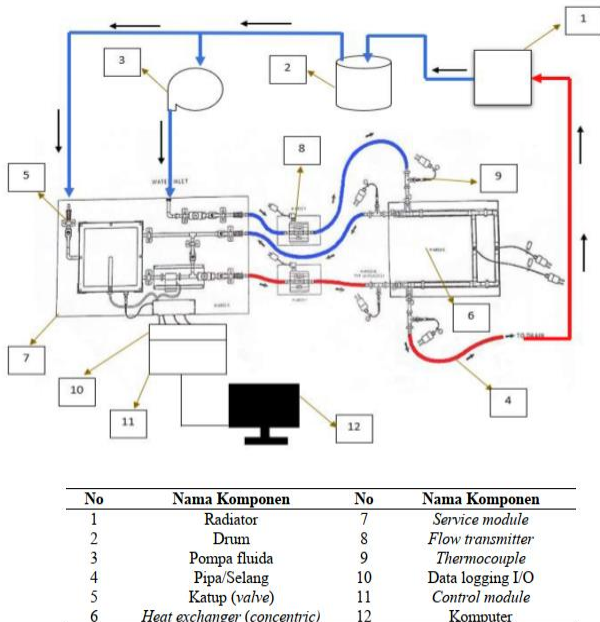 1
3
2
8
9
WATER INLET
5
6
7
TO DRAIN
10
4
11
12
No Nama Komponen No Nama Komponen
1 Radiator 7 Service module
2 Drum 8 Flow transmitter
3 Pompa fluida 9 Thermocouple
4 Pipa/Selang 10 Data logging I/O
5 Katup (valve) 11 Control module
6 Heat exchanger (concentric) 12 Komputer